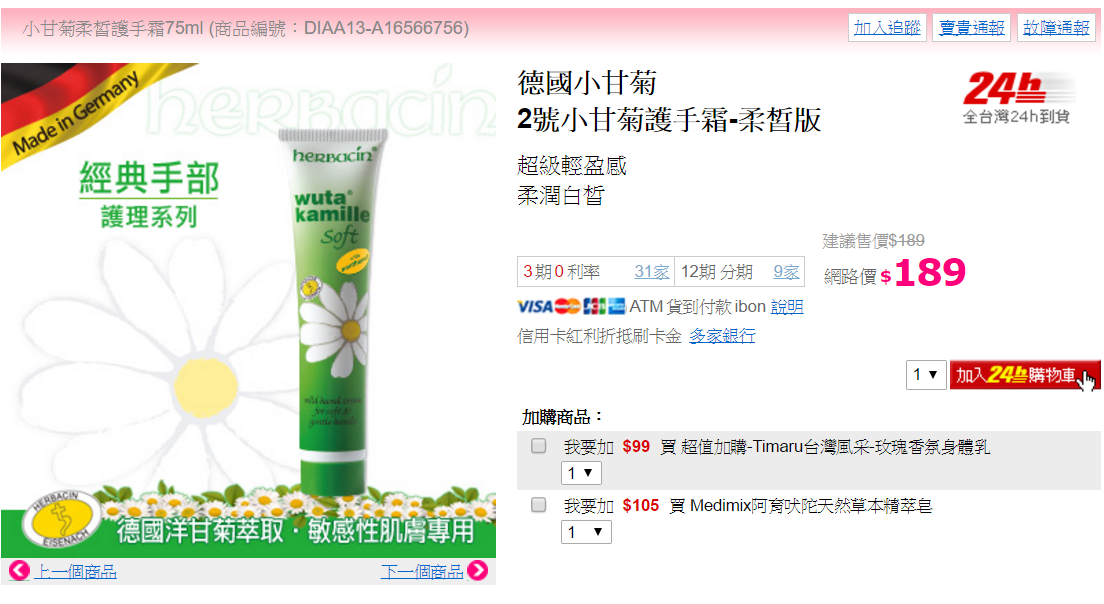 小甘菊柔皙護手霜75ml (商品編號：DIAA13-A16566756)
加入追蹤 賣貴通報 故障通報
Made in Germany
herbacin
經典手部
護理系列
herbacin®
wuta®
kamille
Soft
mild hand cream
for soft &
gentle hands
HERBACIN
EISENACH
德國洋甘菊萃取・敏感性肌膚專用
上一個商品 下一個商品
德國小甘菊
2號小甘菊護手霜-柔皙版
24h
全台灣24h到貨
超級輕盈感
柔潤白皙
建議售價$189
3期0利率 31家 12期 分期 9家
網路價$189
VISA JCB ATM 貨到付款 ibon 說明
信用卡紅利折抵刷卡金 多家銀行
1 ▼ 加入24h購物車
加購商品：
我要加 $99 買 超值加購-Timaru台灣風采-玫瑰香氛身體乳
1 ▼
我要加 $105 買 Medimix阿育吠陀天然草本精萃皂
1 ▼